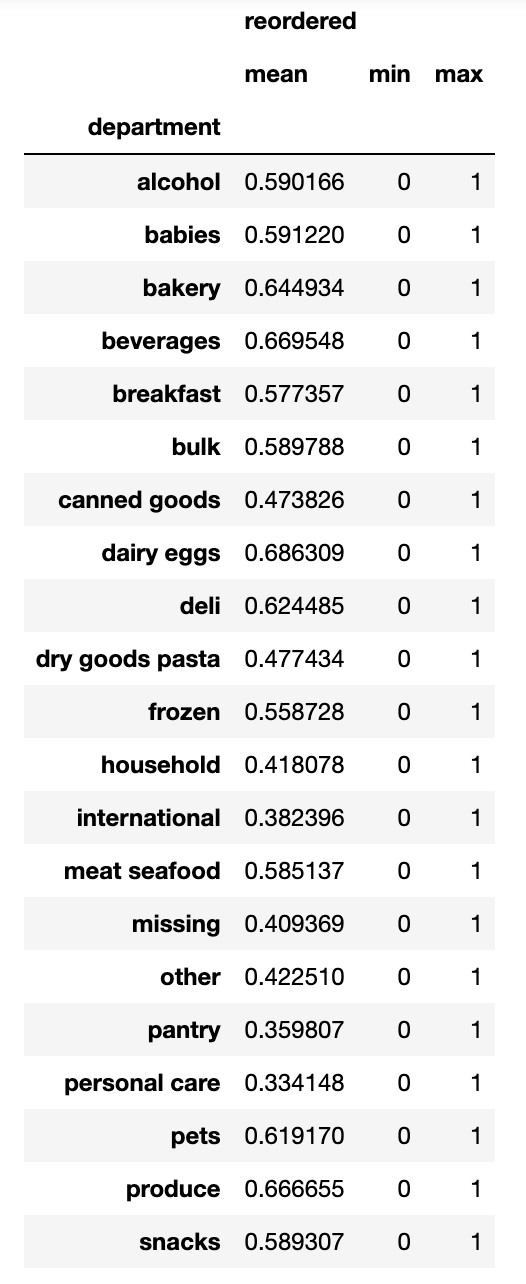 reordered
mean min max
department
alcohol 0.590166 0 1
babies 0.591220 0 1
bakery 0.644934 0 1
beverages 0.669548 0 1
breakfast 0.577357 0 1
bulk 0.589788 0 1
canned goods 0.473826 0 1
dairy eggs 0.686309 0 1
deli 0.624485 0 1
dry goods pasta 0.477434 0 1
frozen 0.558728 0 1
household 0.418078 0 1
international 0.382396 0 1
meat seafood 0.585137 0 1
missing 0.409369 0 1
other 0.422510 0 1
pantry 0.359807 0 1
personal care 0.334148 0 1
pets 0.619170 0 1
produce 0.666655 0 1
snacks 0.589307 0 1